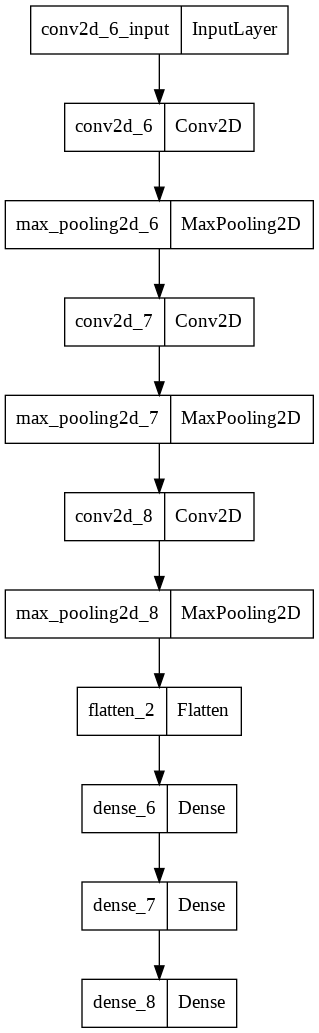 conv2d_6_input InputLayer
conv2d_6 Conv2D
max_pooling2d_6 MaxPooling2D
conv2d_7 Conv2D
max_pooling2d_7 MaxPooling2D
conv2d_8 Conv2D
max_pooling2d_8 MaxPooling2D
flatten_2 Flatten
dense_6 Dense
dense_7 Dense
dense_8 Dense